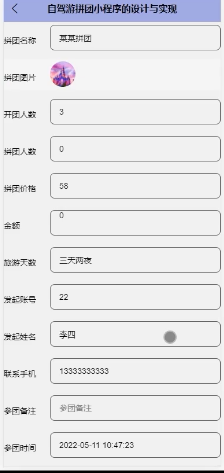 自驾游拼团小程序的设计与实现
拼团名称 某某拼团
拼团图片
开团人数 3
拼团人数 0
拼团价格 58
金额 0
旅游天数 三天两夜
发起账号 22
发起姓名 李四
联系手机 13333333333
参团备注 参团备注
参团时间 2022-05-11 10:47:23